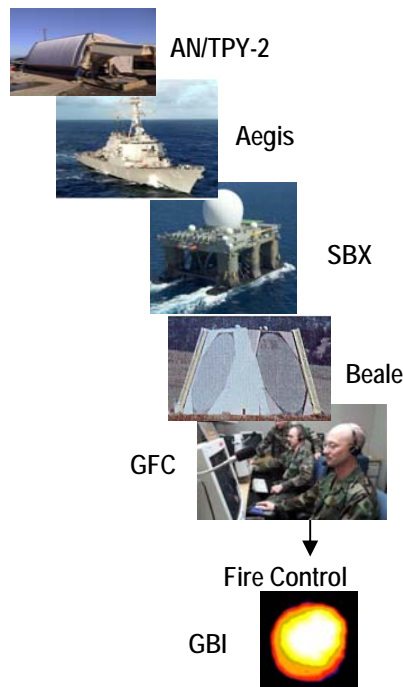 AN/TPY-2
Aegis
SBX
Beale
GFC
Fire Control
GBI